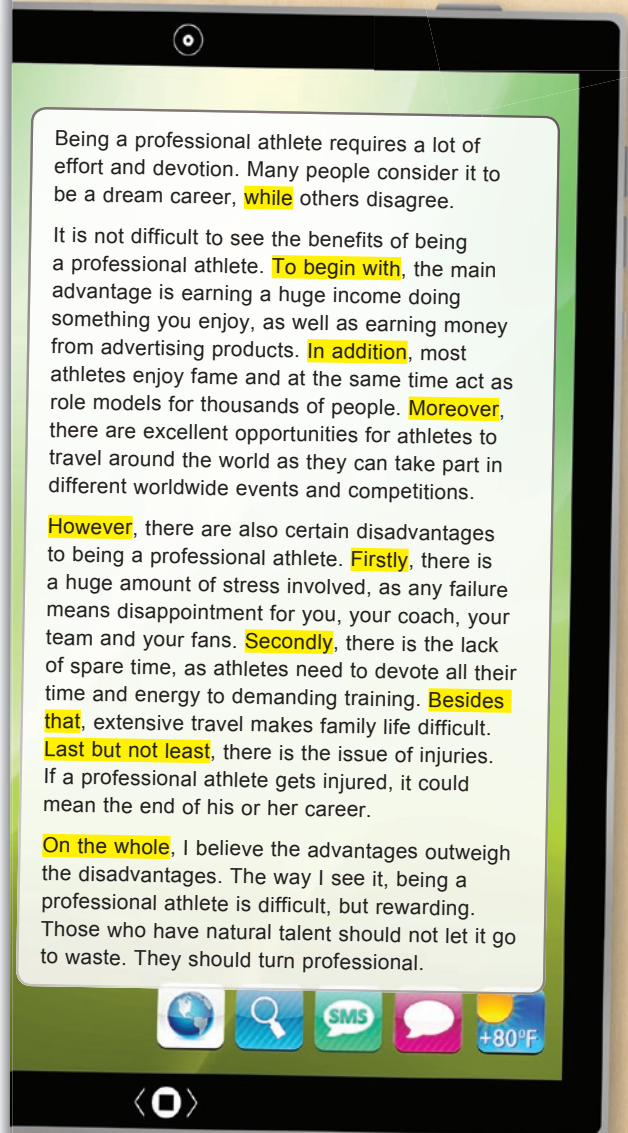 Being a professional athlete requires a lot of
effort and devotion. Many people consider it to
be a dream career, while others disagree.
It is not difficult to see the benefits of being
a professional athlete. To begin with, the main
advantage is earning a huge income doing
something you enjoy, as well as earning money
from advertising products. In addition, most
athletes enjoy fame and at the same time act as
role models for thousands of people. Moreover,
there are excellent opportunities for athletes to
travel around the world as they can take part in
different worldwide events and competitions.
However, there are also certain disadvantages
to being a professional athlete. Firstly, there is
a huge amount of stress involved, as any failure
means disappointment for you, your coach, your
team and your fans. Secondly, there is the lack
of spare time, as athletes need to devote all their
time and energy to demanding training. Besides
that, extensive travel makes family life difficult.
Last but not least, there is the issue of injuries.
If a professional athlete gets injured, it could
mean the end of his or her career.
On the whole, I believe the advantages outweigh
the disadvantages. The way I see it, being a
professional athlete is difficult, but rewarding.
Those who have natural talent should not let it go
to waste. They should turn professional.
SMS
+80°F